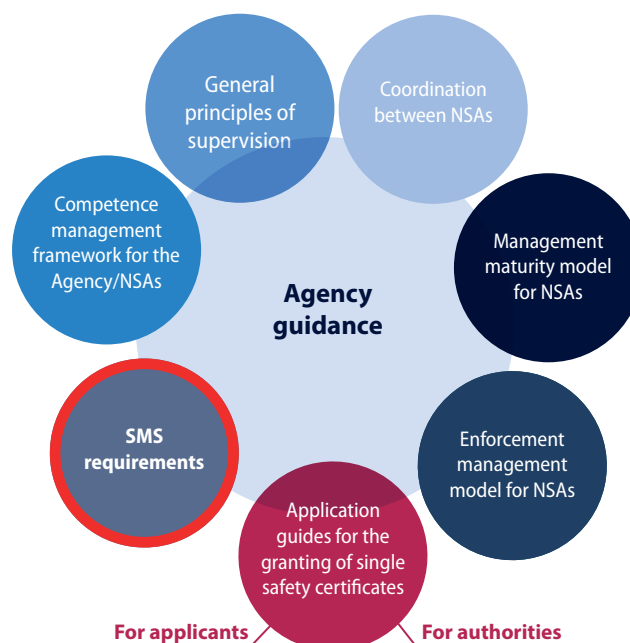 General
principles of
supervision
Coordination
between NSAs
Competence
management
framework for the
Agency/NSAs
Management
maturity model
for NSAs
Agency
guidance
SMS
requirements
Enforcement
management
model for NSAs
Application
guides for the
granting of single
safety certificates
For applicants
For authorities